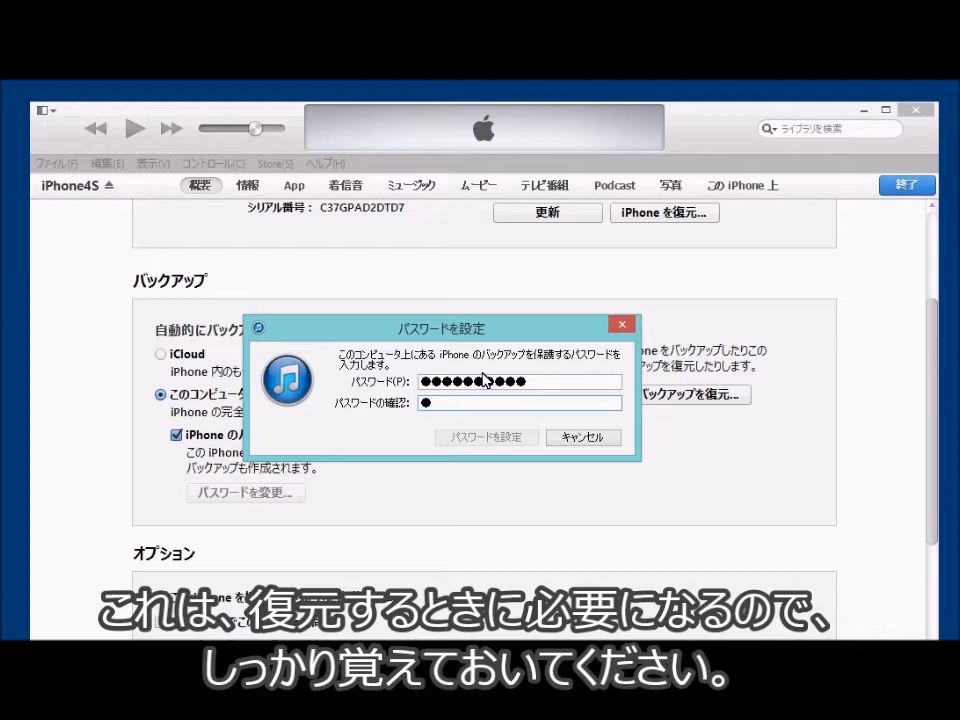 ライブラリを検索
ファイル(F) 編集(E) 表示(V) コントロール(C) Store(S) ヘルプ(H)
iPhone4S 概要 情報 App 着信音 ミュージック ムービー テレビ番組 Podcast 写真 この iPhone 上 終了
シリアル番号： C37GPAD2DTD7 更新 iPhone を復元...
バックアップ
自動的にバック
パスワードを設定
このコンピュータ上にある iPhone のバックアップを保護するパスワードを
入力します。
パスワード(P):
パスワードの確認:
パスワードを設定 キャンセル
iCloud
iPhone 内のも
このコンピュータ
iPhone の完全
iPhone のバ
この iPhone
バックアップも作成されます。
パスワードを変更...
をバックアップしたりこの
ップを復元したりします。
バックアップを復元...
オプション
これは、復元するときに必要になるので、
しっかり覚えておいてください。